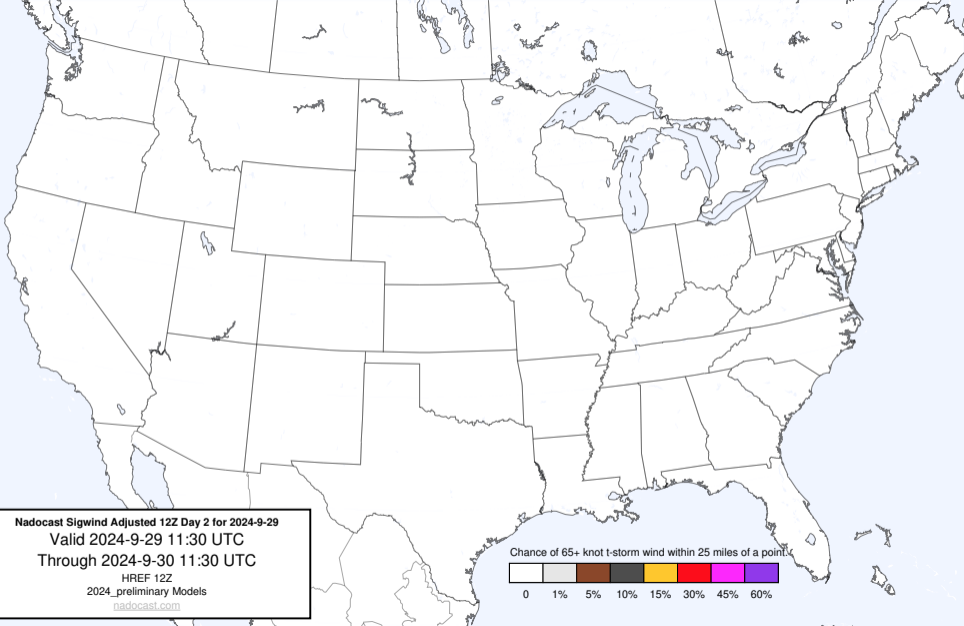 Nadocast Sigwind Adjusted 12Z Day 2 for 2024-9-29
Valid 2024-9-29 11:30 UTC
Through 2024-9-30 11:30 UTC
HREF 12Z
2024_preliminary Models
nadocast.com
Chance of 65+ knot t-storm wind within 25 miles of a point.
0 1% 5% 10% 15% 30% 45% 60%